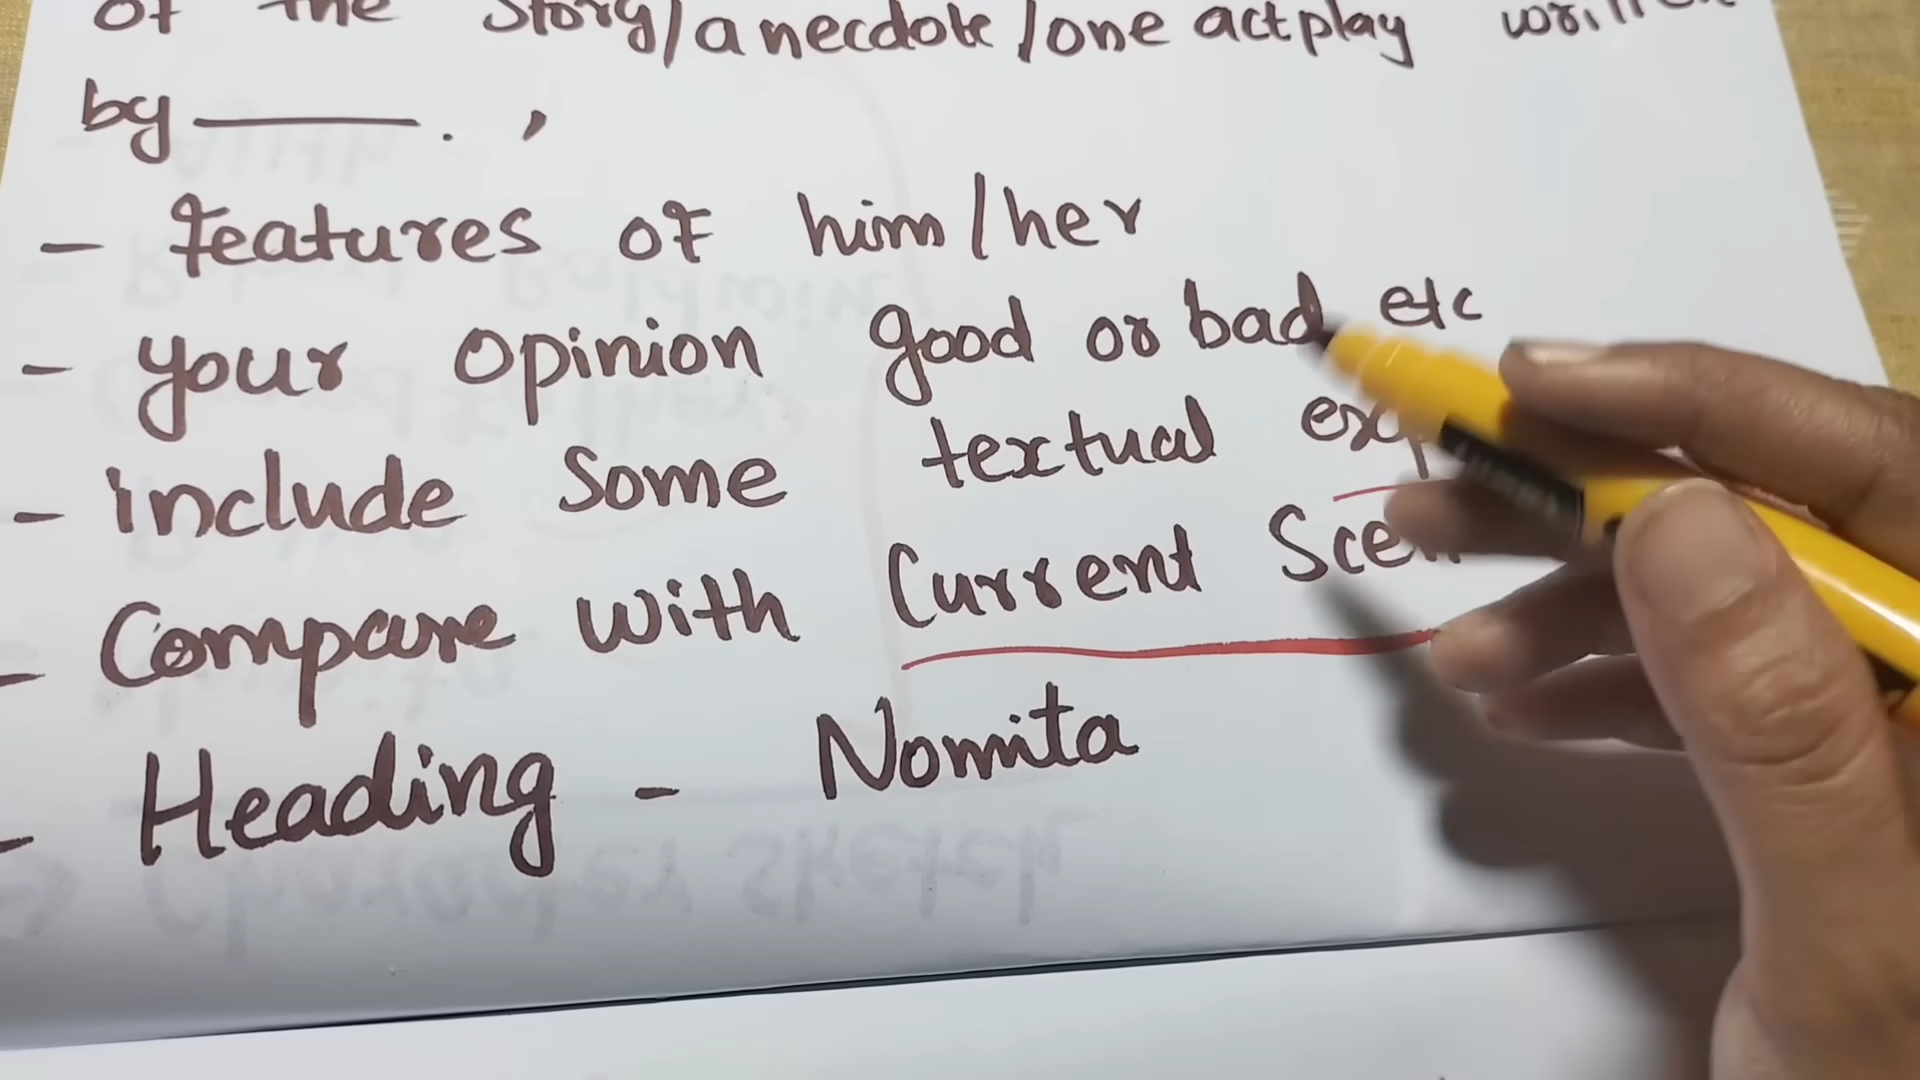 of the story/anecdote/one act play written
by ______ . ,
- features of him/her
- your opinion good or bad etc
- include some textual
- Compare with Current
- Heading - Nomita